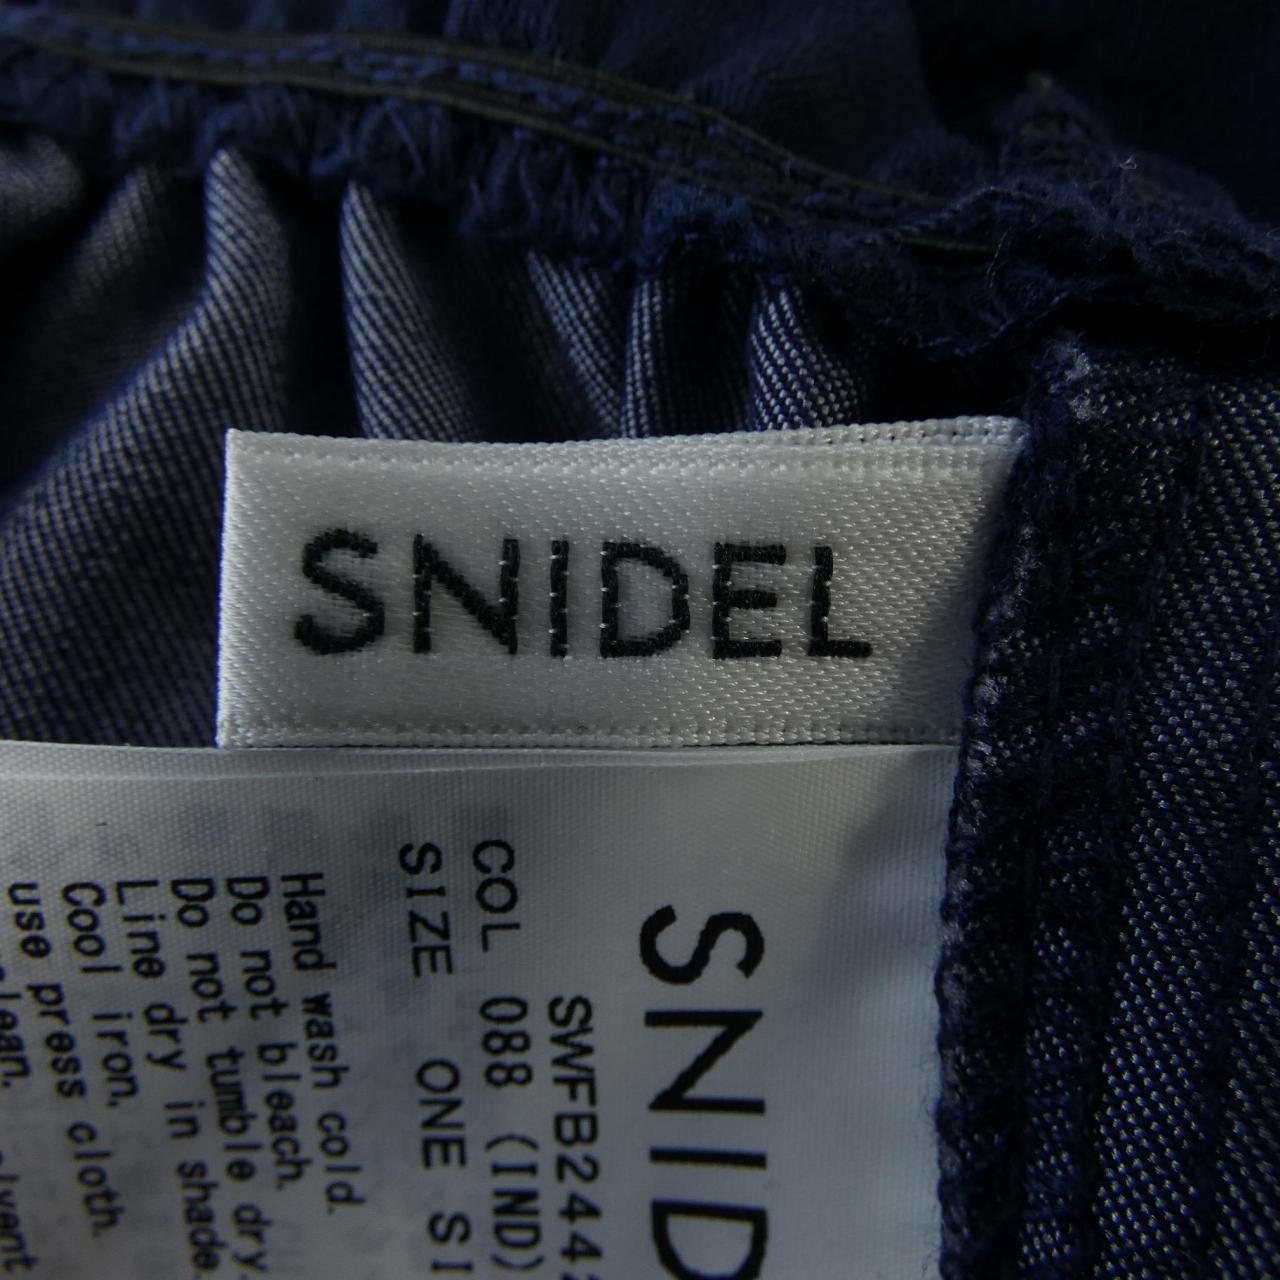 SNIDEL
SNID
SWFB2442
COL 088 (IND)
SIZE ONE SI
Hand wash cold.
Do not bleach.
Do not tumble dry.
Line dry in shade.
Cool iron,
use press cloth.